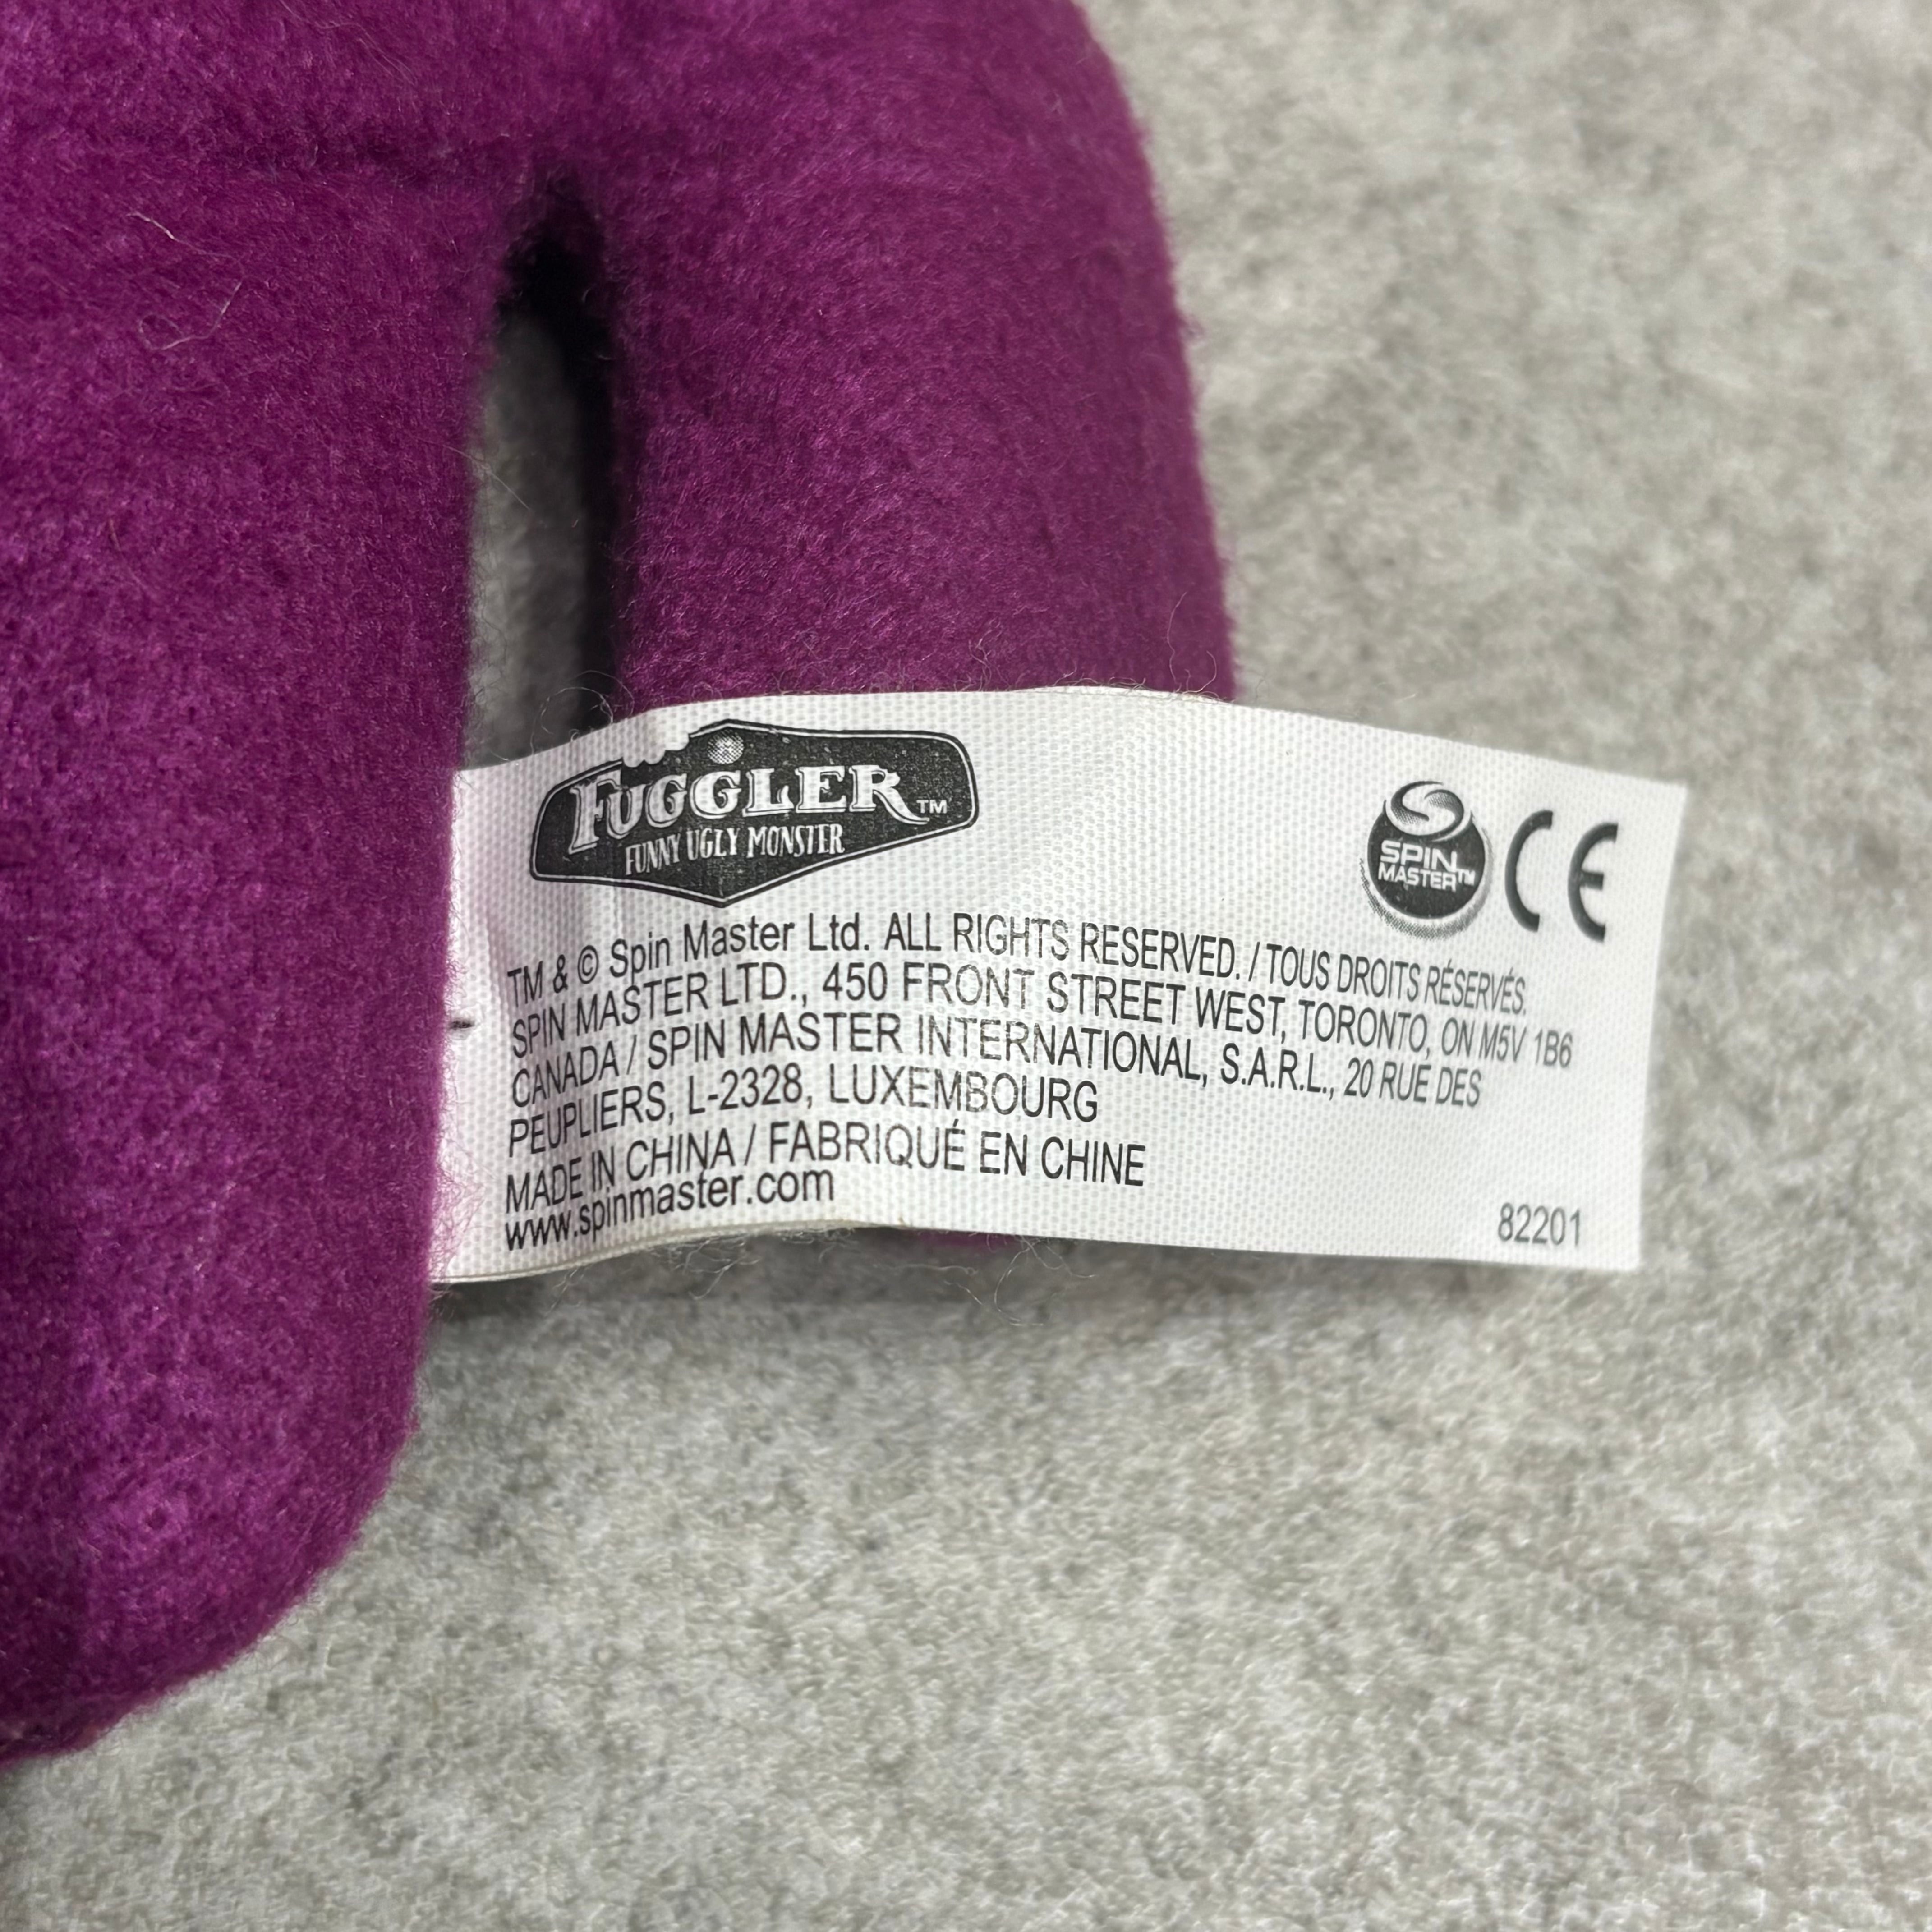 FUGGLER™
FUNNY UGLY MONSTER
SPIN
MASTER™
CE
TM & © Spin Master Ltd. ALL RIGHTS RESERVED. / TOUS DROITS RÉSERVÉS.
SPIN MASTER LTD., 450 FRONT STREET WEST, TORONTO, ON M5V 1B6
CANADA / SPIN MASTER INTERNATIONAL, S.A.R.L., 20 RUE DES
PEUPLIERS, L-2328, LUXEMBOURG
MADE IN CHINA / FABRIQUÉ EN CHINE
www.spinmaster.com
82201